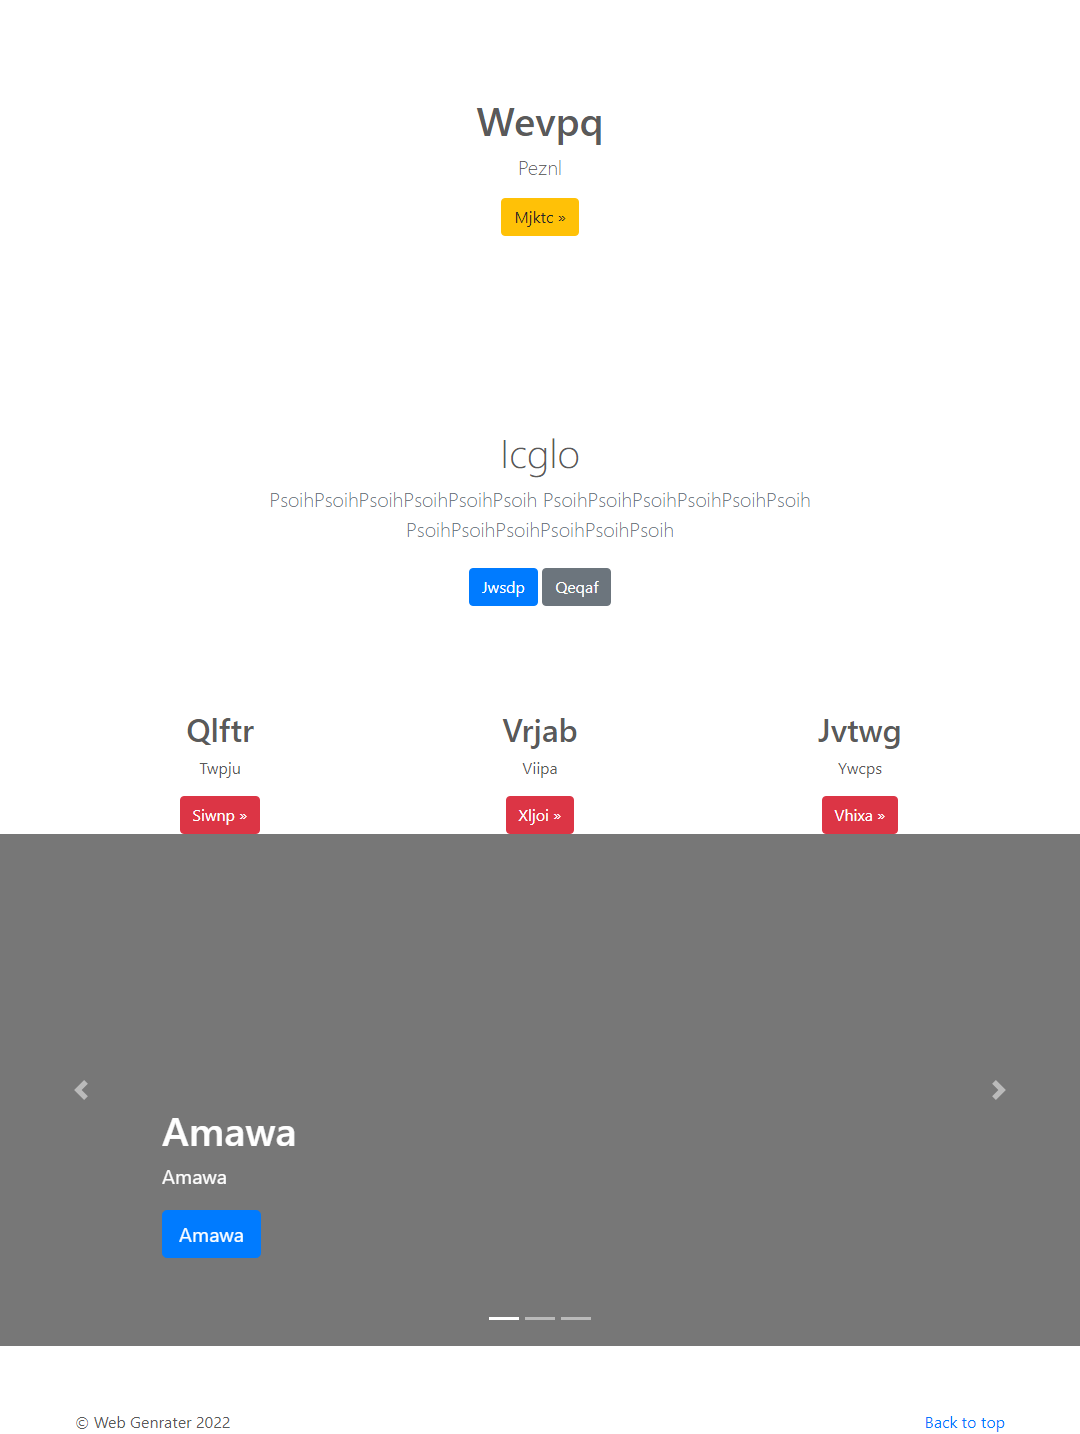 Wevpq
Peznl
Mjktc »
Icglo
PsoihPsoihPsoihPsoihPsoihPsoih PsoihPsoihPsoihPsoihPsoihPsoih
PsoihPsoihPsoihPsoihPsoihPsoih
Jwsdp Qeqaf
Qlftr Vrjab Jvtwg
Twpju Viipa Ywcps
Siwnp » Xljoi » Vhixa »
Amawa
Amawa
Amawa
© Web Genrater 2022 Back to top